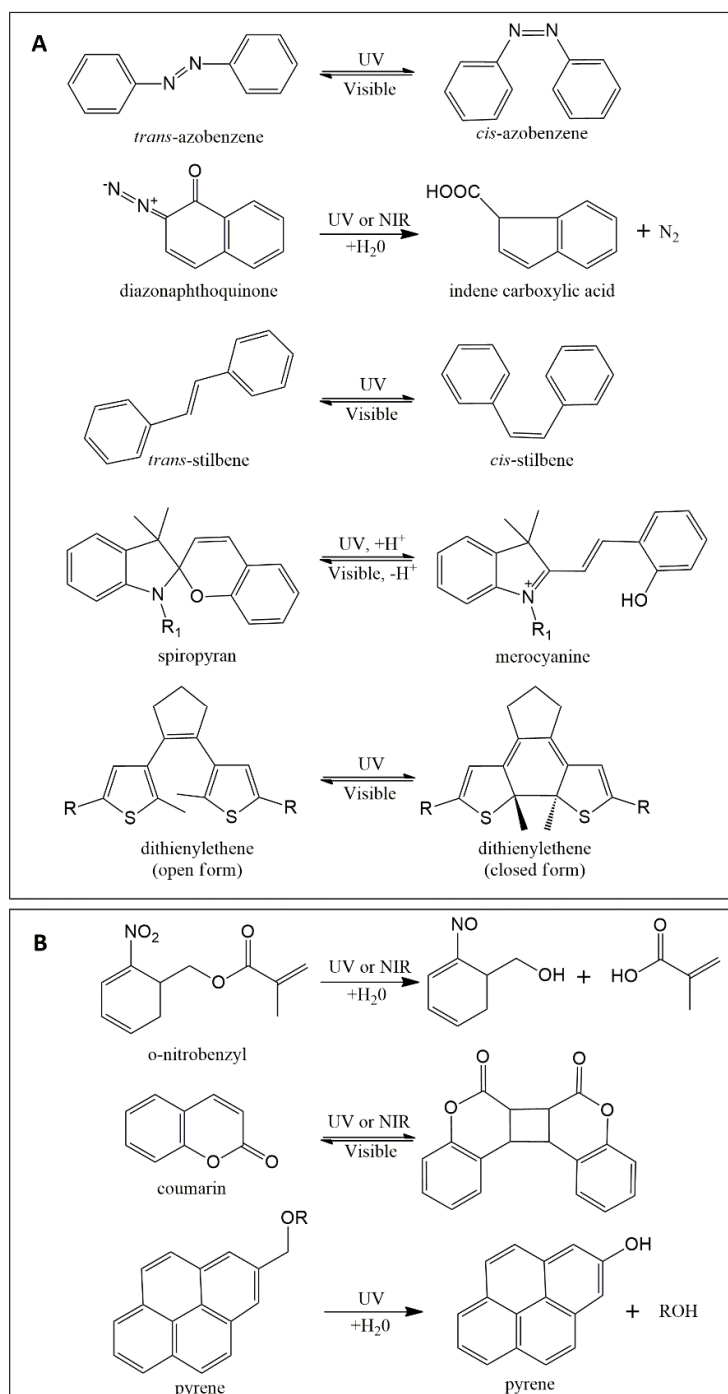 A
N N
UV
N N
Visible
trans-azobenzene
cis-azobenzene
-N
N+
O
HOOC
UV or NIR
+H20
+ N2
diazonaphthoquinone
indene carboxylic acid
UV
Visible
trans-stilbene
cis-stilbene
UV, +H+
Visible, -H+
N
O
N+
HO
R1
R1
spiropyran
merocyanine
UV
Visible
R
S
S
R
R
S
S
R
dithienylethene
(open form)
dithienylethene
(closed form)
B
NO2
O
O
UV or NIR
+H20
NO
OH
+
HO
O
o-nitrobenzyl
O
O
O
O
UV or NIR
Visible
O
O
coumarin
OR
OH
UV
+H20
+ ROH
pyrene
pyrene